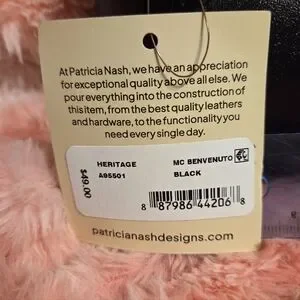 At Patricia Nash, we have an appreciation
for exceptional quality above all else. We
pour everything into the construction of
this item, from the best quality leathers
and hardware, to the functionality you
need every single day.
HERITAGE MC BENVENUTO
A95501 BLACK
$49.00
8 87986 44206 8
patricianashdesigns.com